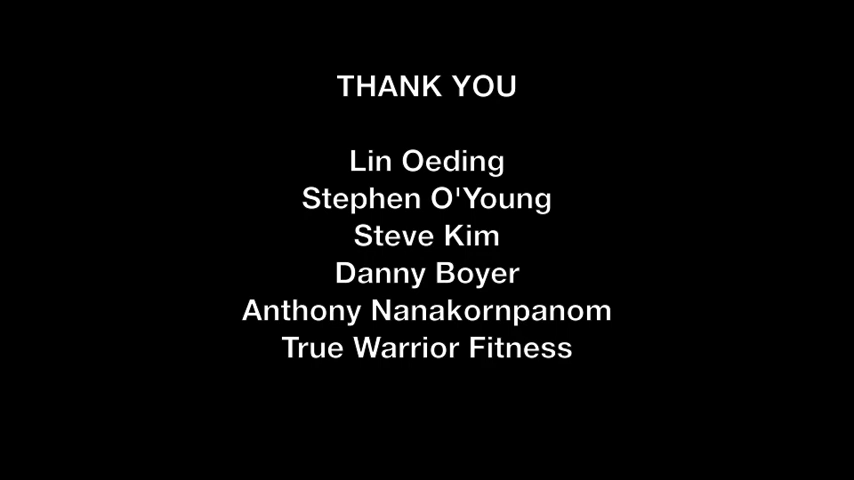 THANK YOU
Lin Oeding
Stephen O'Young
Steve Kim
Danny Boyer
Anthony Nanakornpanom
True Warrior Fitness